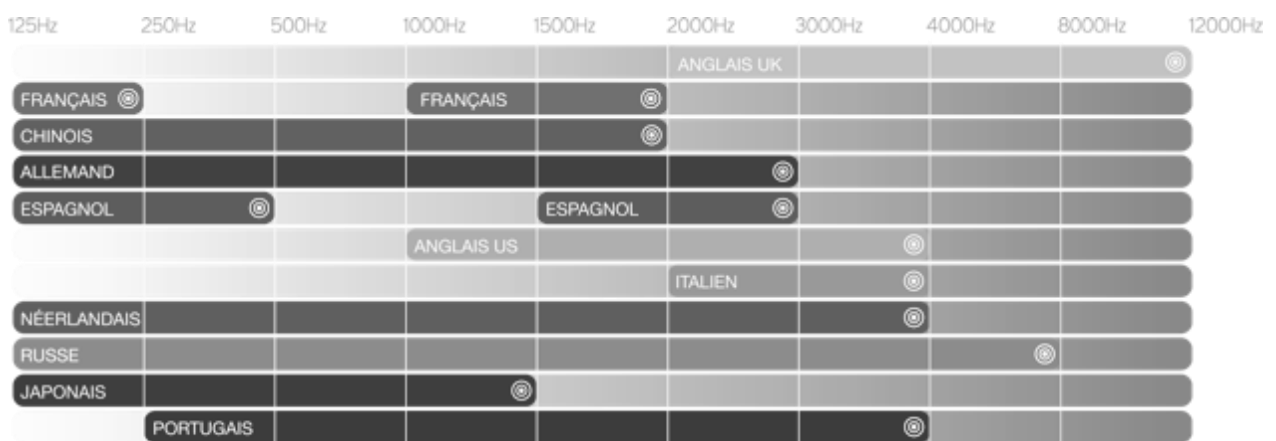 125Hz 250Hz 500Hz 1000Hz 1500Hz 2000Hz 3000Hz 4000Hz 8000Hz 12000Hz
ANGLAIS UK
FRANÇAIS FRANÇAIS
CHINOIS
ALLEMAND
ESPAGNOL ESPAGNOL
ANGLAIS US
ITALIEN
NÉERLANDAIS
RUSSE
JAPONAIS
PORTUGAIS